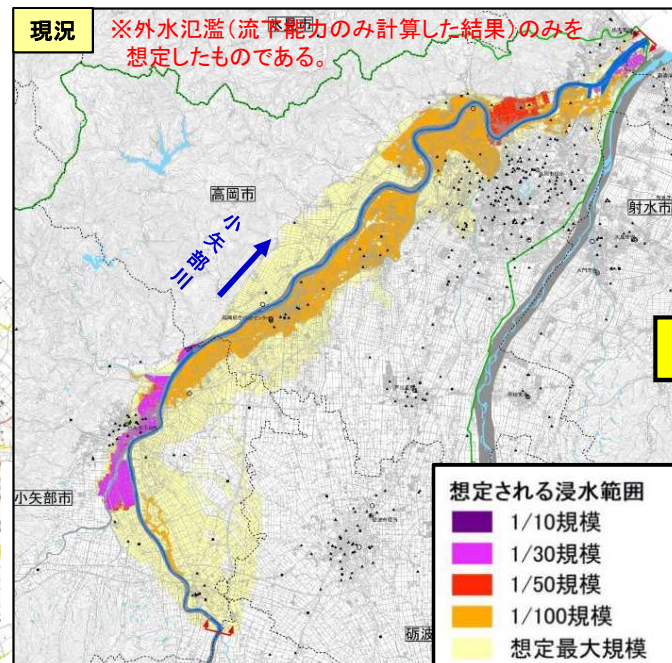 現況
※外水氾濫(流下能力のみ計算した結果)のみを
想定したものである。
高岡市
射水市
小矢部川
小矢部市
砺波
想定される浸水範囲
1/10規模
1/30規模
1/50規模
1/100規模
想定最大規模